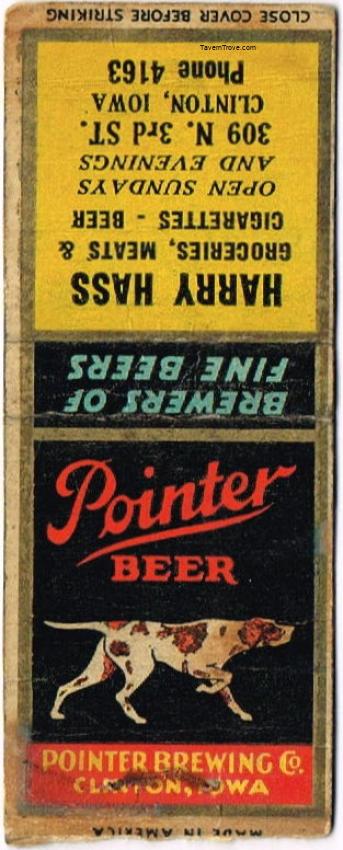 CLOSE COVER BEFORE STRIKING
TavernTrove.com
HARRY HASS
GROCERIES, MEATS &
CIGARETTES - BEER
OPEN SUNDAYS
AND EVENINGS
309 N. 3rd ST.
CLINTON, IOWA
Phone 4163
BREWERS OF
FINE BEERS
Pointer
BEER
POINTER BREWING Co.
CLINTON, IOWA
MADE IN AMERICA